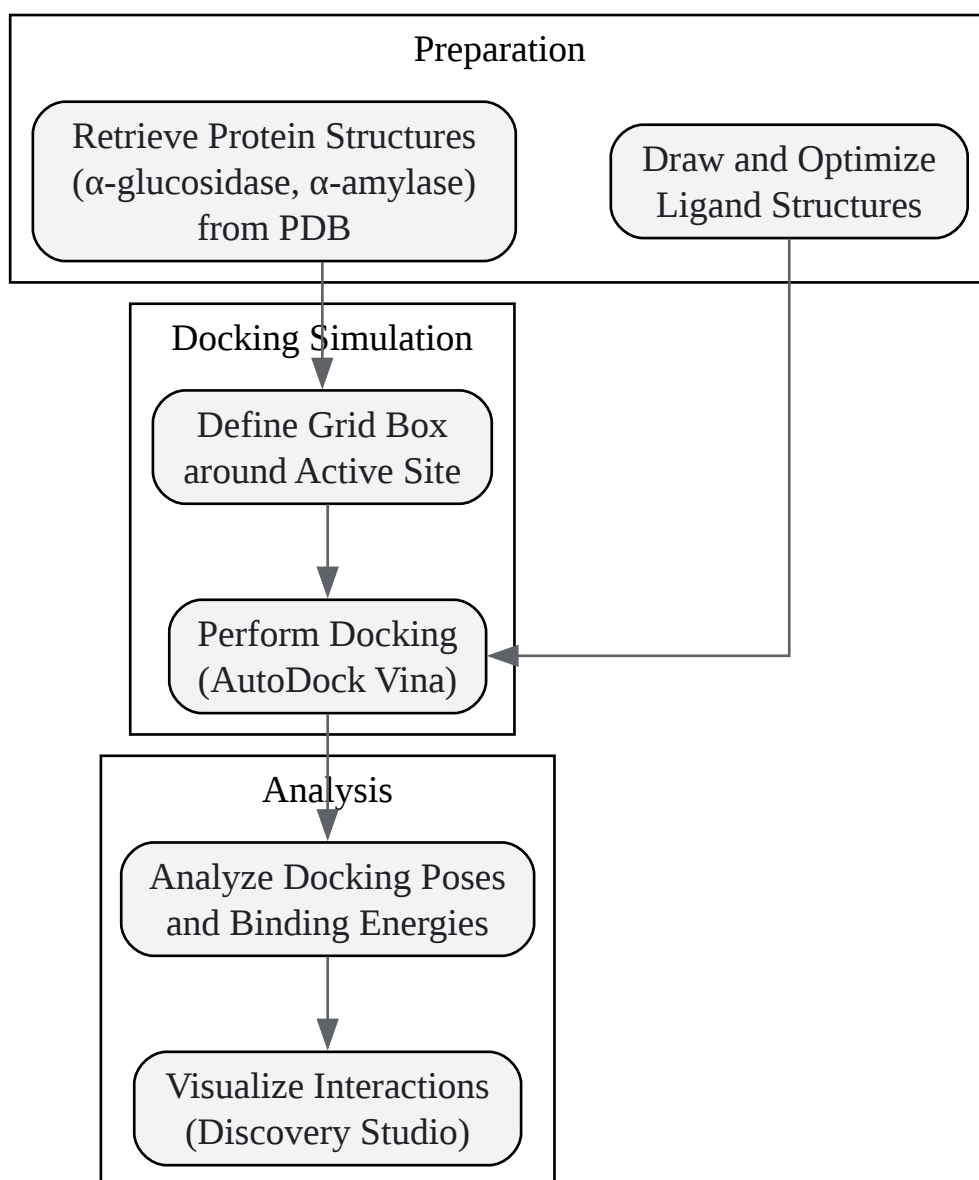 Preparation
Retrieve Protein Structures
(α-glucosidase, α-amylase)
from PDB
Draw and Optimize
Ligand Structures
Docking Simulation
Define Grid Box
around Active Site
Perform Docking
(AutoDock Vina)
Analysis
Analyze Docking Poses
and Binding Energies
Visualize Interactions
(Discovery Studio)